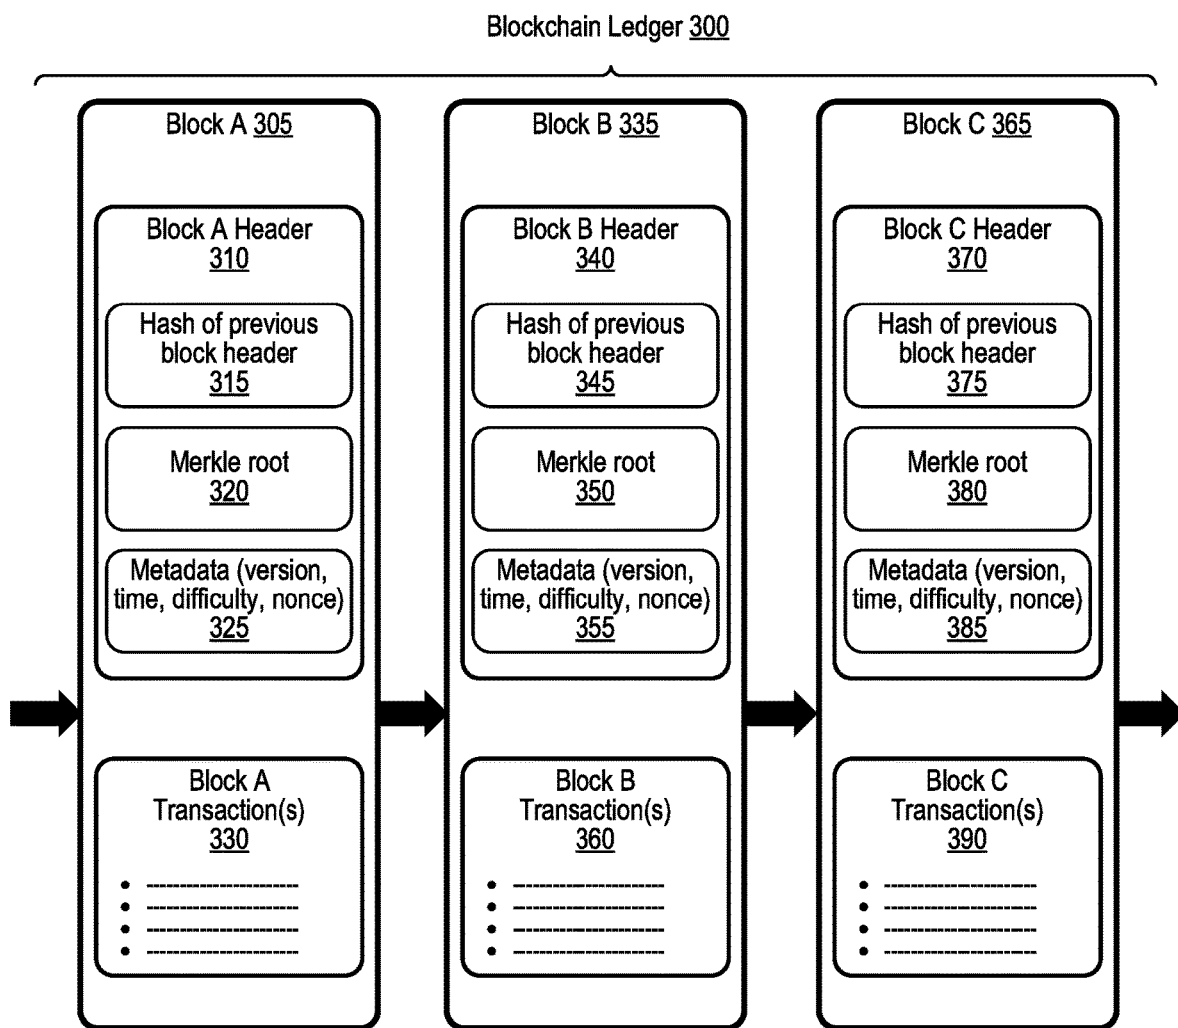 Blockchain Ledger 300
Block A 305
Block A Header
310
Hash of previous
block header
315
Merkle root
320
Metadata (version,
time, difficulty, nonce)
325
Block A
Transaction(s)
330
Block B 335
Block B Header
340
Hash of previous
block header
345
Merkle root
350
Metadata (version,
time, difficulty, nonce)
355
Block B
Transaction(s)
360
Block C 365
Block C Header
370
Hash of previous
block header
375
Merkle root
380
Metadata (version,
time, difficulty, nonce)
385
Block C
Transaction(s)
390